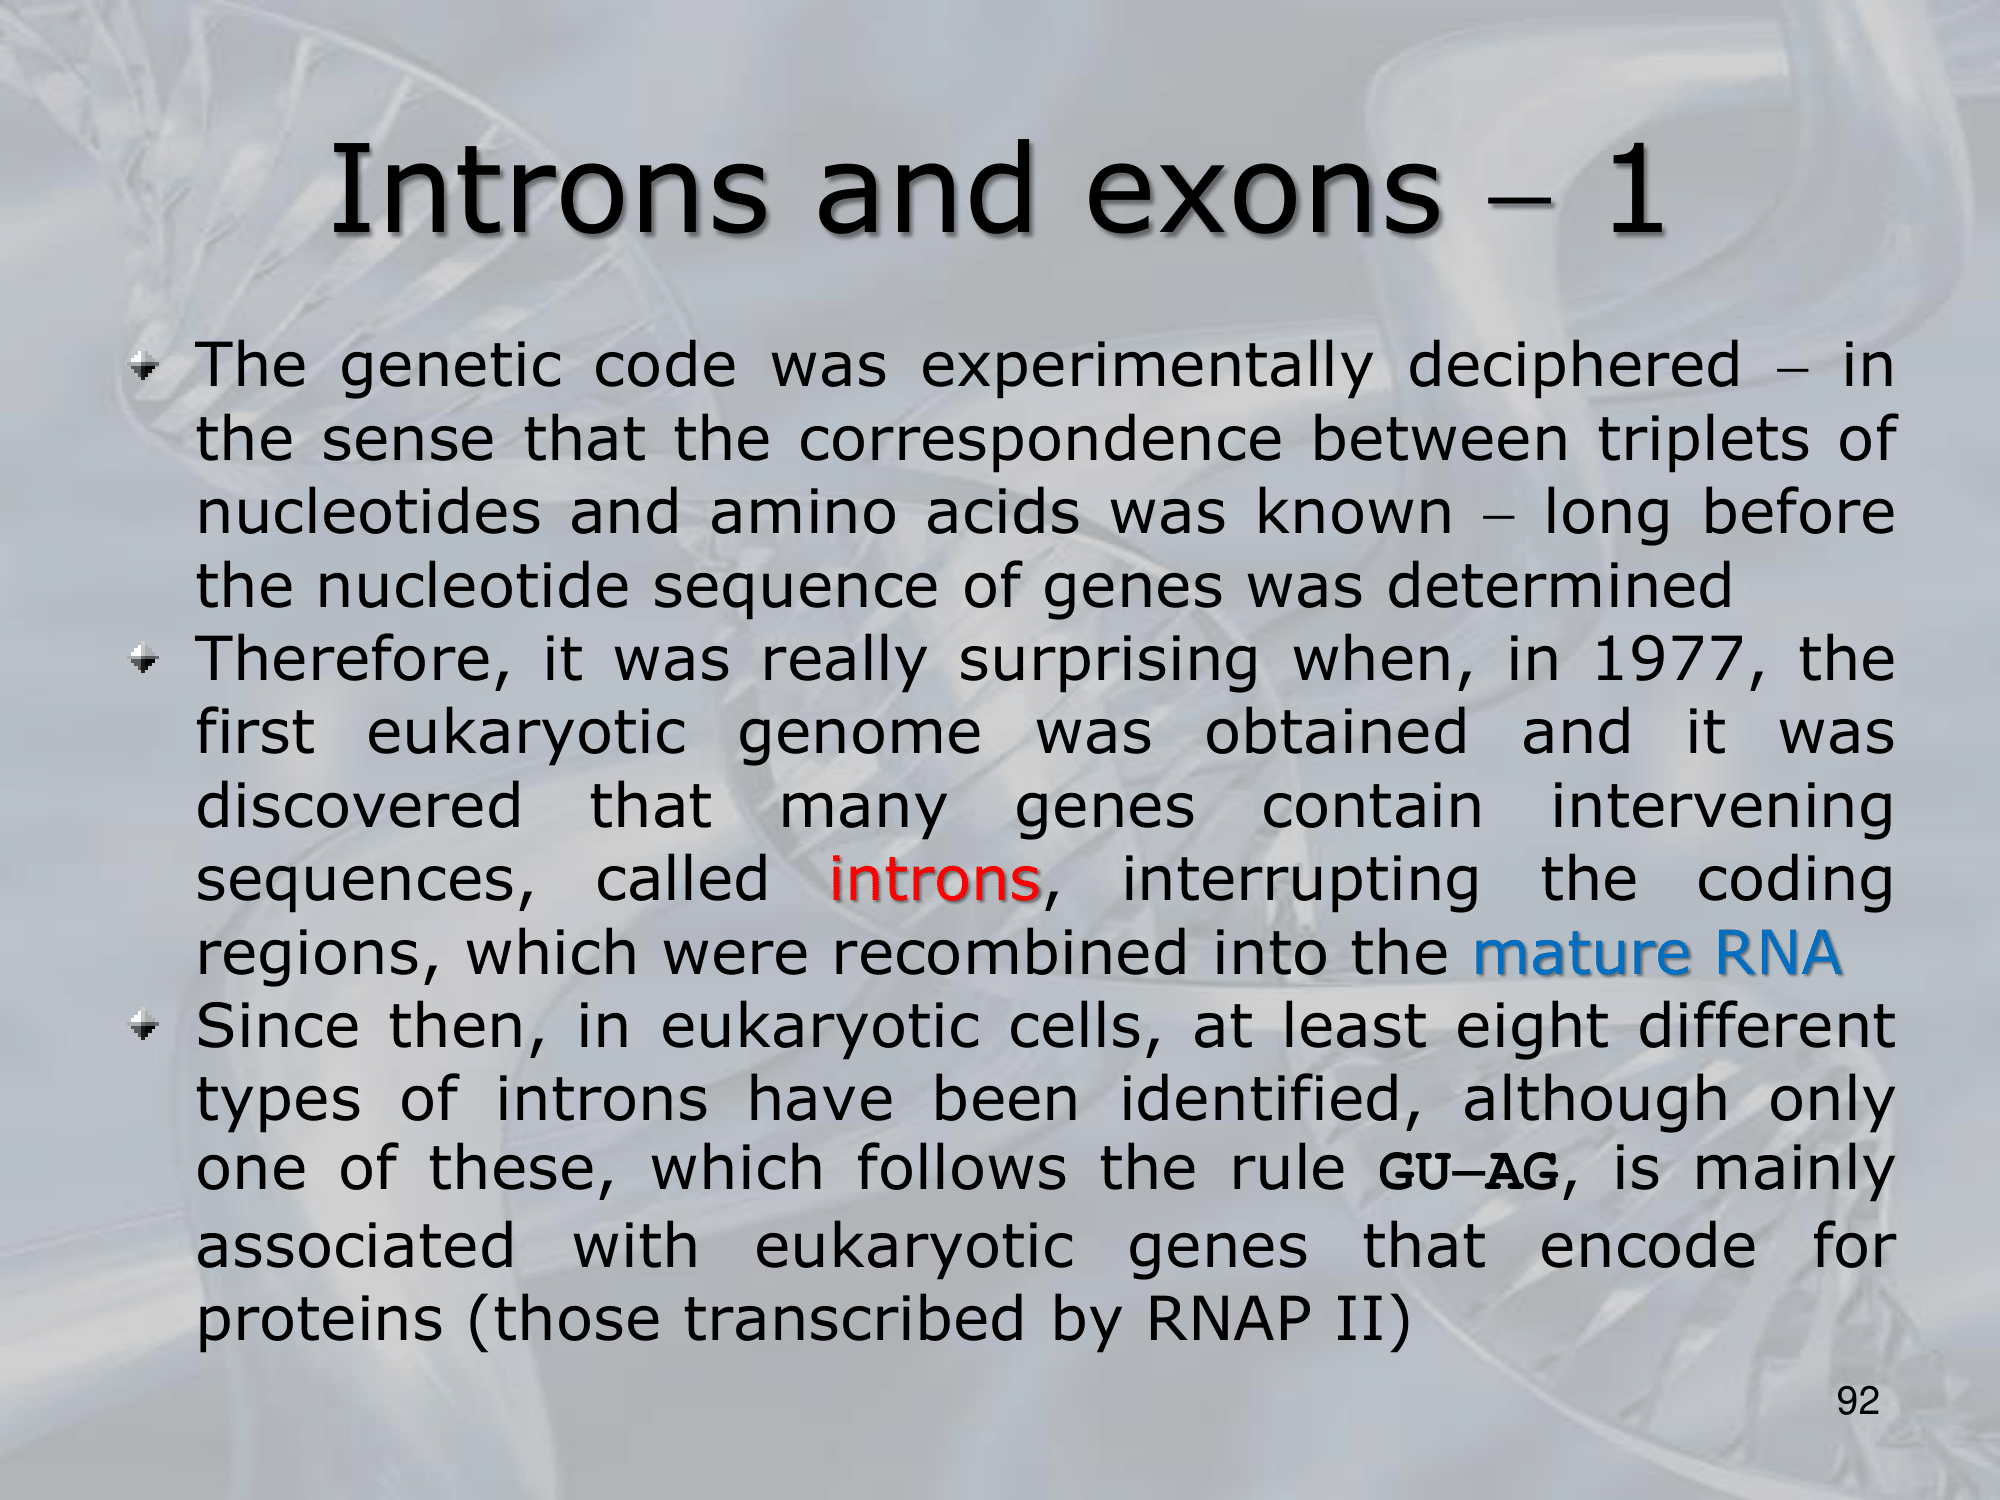 Introns and exons – 1
The genetic code was experimentally deciphered – in
the sense that the correspondence between triplets of
nucleotides and amino acids was known – long before
the nucleotide sequence of genes was determined
Therefore, it was really surprising when, in 1977, the
first eukaryotic genome was obtained and it was
discovered that many genes contain intervening
sequences, called introns, interrupting the coding
regions, which were recombined into the mature RNA
Since then, in eukaryotic cells, at least eight different
types of introns have been identified, although only
one of these, which follows the rule GU–AG, is mainly
associated with eukaryotic genes that encode for
proteins (those transcribed by RNAP II)
92